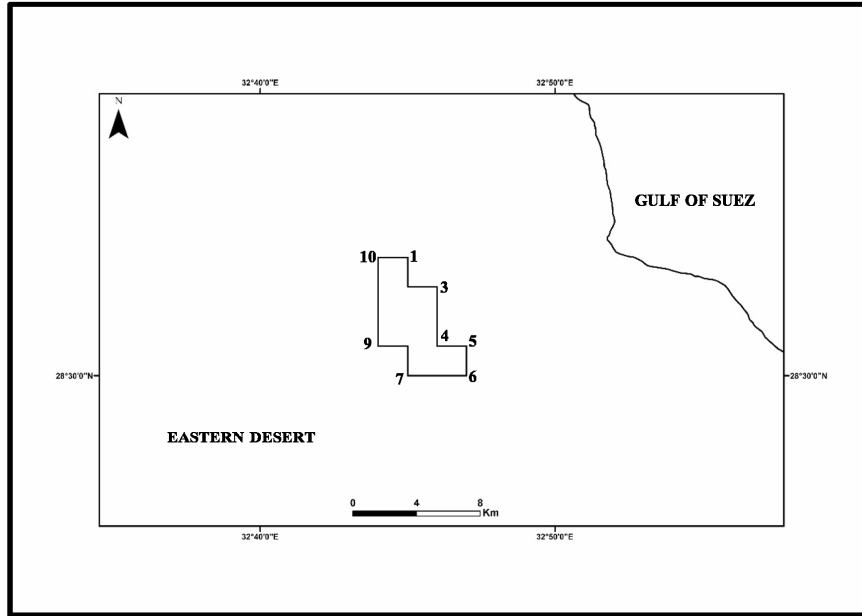 32°40'0"E 32°50'0"E
N
GULF OF SUEZ
10 1
3
9 4 5
7 6
28°30'0"N 28°30'0"N
EASTERN DESERT
0 4 8
Km
32°40'0"E 32°50'0"E